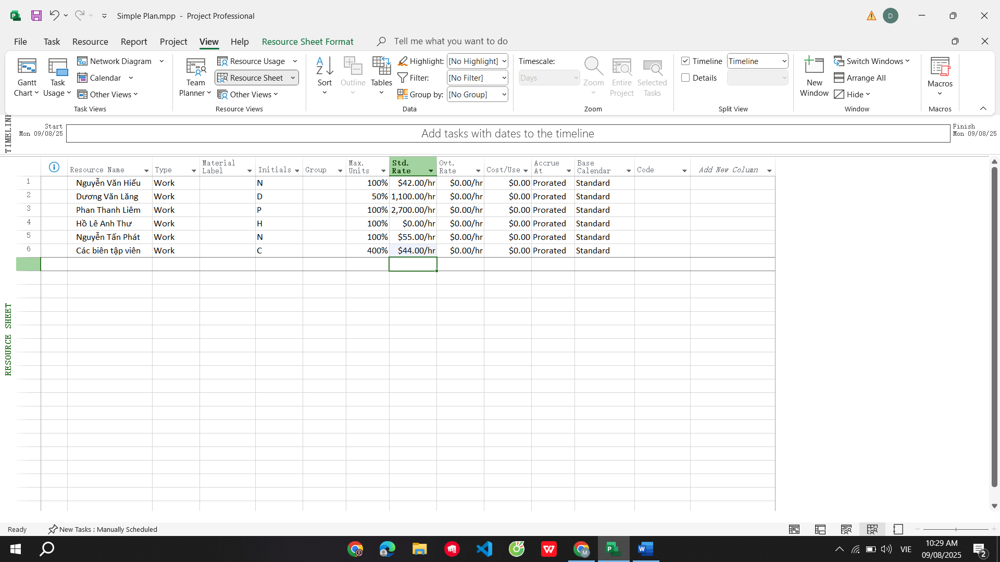 Simple Plan.mpp - Project Professional
D
File Task Resource Report Project View Help Resource Sheet Format Tell me what you want to do
Gantt Chart
Task Usage
Network Diagram
Calendar
Other Views
Task Views
Team Planner
Resource Usage
Resource Sheet
Other Views
Resource Views
Sort
Outline
Tables
Highlight: [No Highlight]
Filter: [No Filter]
Group by: [No Group]
Data
Timescale:
Days
Zoom
Entire Project
Selected Tasks
Zoom
Timeline Timeline
Details
Split View
New Window
Switch Windows
Arrange All
Hide
Window
Macros
Macros
TIMELINE
Start
Mon 09/08/25
Add tasks with dates to the timeline
Finish
Mon 09/08/25
Resource Name Type Material Label Initials Group Max. Units Std. Rate Ovt. Rate Cost/Use Accrue At Base Calendar Code Add New Column
1 Nguyễn Văn Hiếu Work N 100% $42.00/hr $0.00/hr $0.00 Prorated Standard
2 Dương Văn Lăng Work D 50% 1,100.00/hr $0.00/hr $0.00 Prorated Standard
3 Phan Thanh Liêm Work P 100% 2,700.00/hr $0.00/hr $0.00 Prorated Standard
4 Hồ Lê Anh Thư Work H 100% $0.00/hr $0.00/hr $0.00 Prorated Standard
5 Nguyễn Tấn Phát Work N 100% $55.00/hr $0.00/hr $0.00 Prorated Standard
6 Các biên tập viên Work C 400% $44.00/hr $0.00/hr $0.00 Prorated Standard
RESOURCE SHEET
Ready New Tasks : Manually Scheduled
VIE
10:29 AM
09/08/2025
2